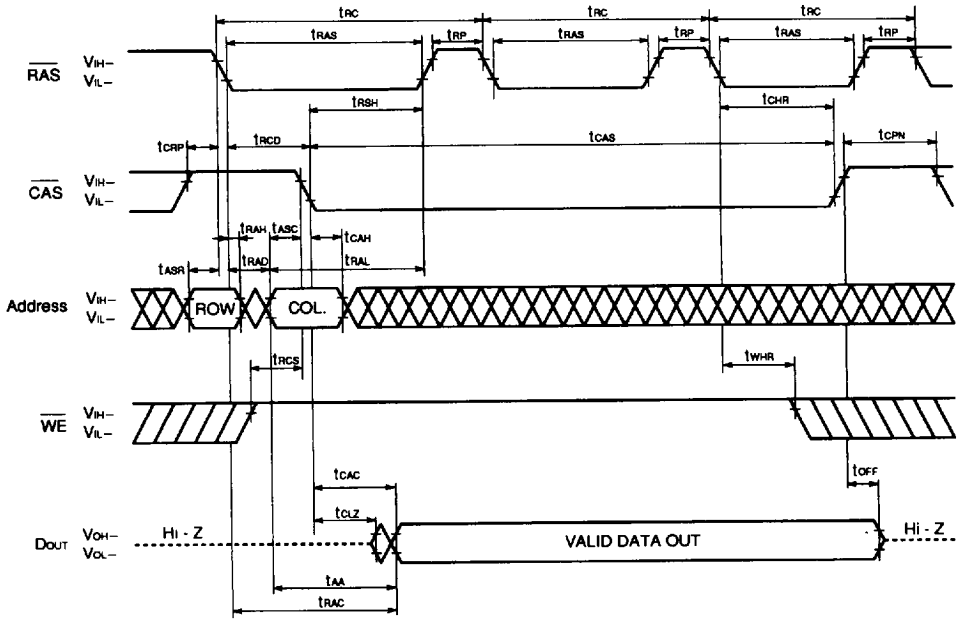 tRC tRC tRC
tRAS tRP tRAS tRP tRAS tRP
RAS VIH–
VIL–
tRSH tCHR
tCRP tRCD tCAS tCPN
CAS VIH–
VIL–
tRAH tASC tCAH
tASR tRAD tRAL
Address VIH–
VIL–
ROW COL.
tRCS tWHR
WE VIH–
VIL–
tCAC tOFF
tCLZ
DOUT VOH–
VOL–
Hi - Z VALID DATA OUT Hi - Z
tAA
tRAC